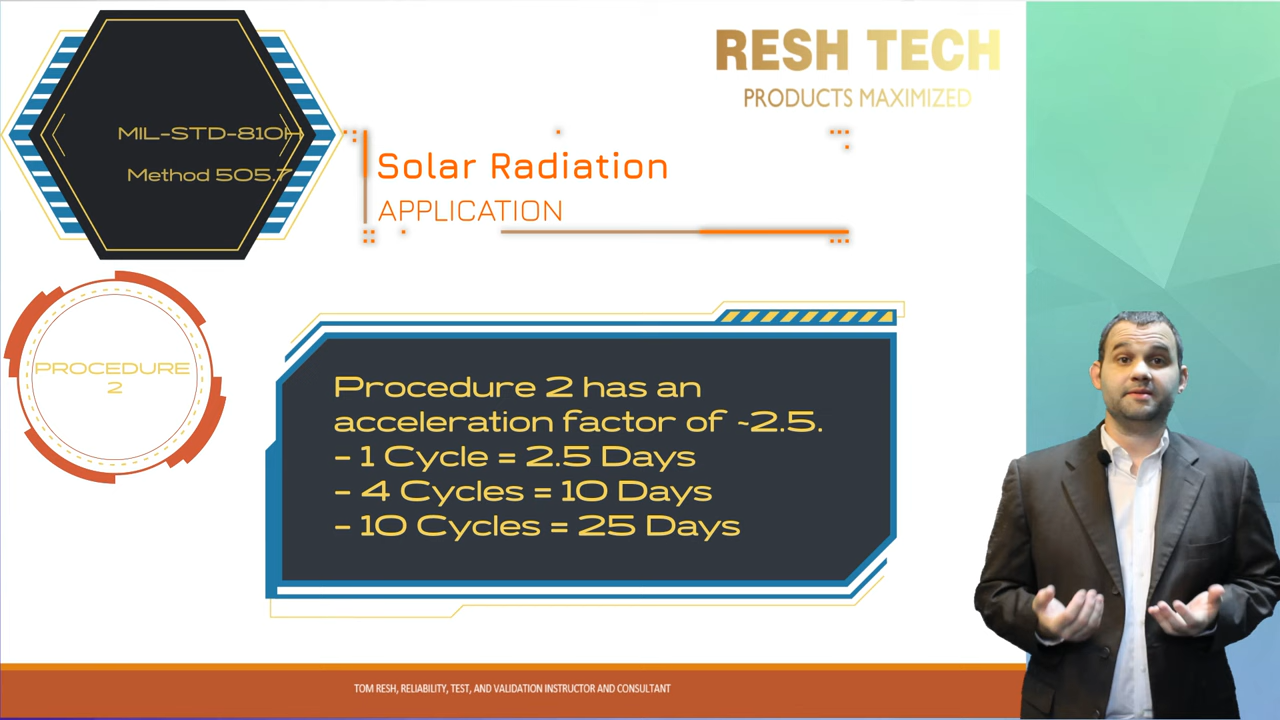 MIL-STD-810H
Method 505.7
RESH TECH
PRODUCTS MAXIMIZED
Solar Radiation
APPLICATION
PROCEDURE
2
Procedure 2 has an
acceleration factor of ~2.5.
- 1 Cycle = 2.5 Days
- 4 Cycles = 10 Days
- 10 Cycles = 25 Days
TOM RESH, RELIABILITY, TEST, AND VALIDATION INSTRUCTOR AND CONSULTANT